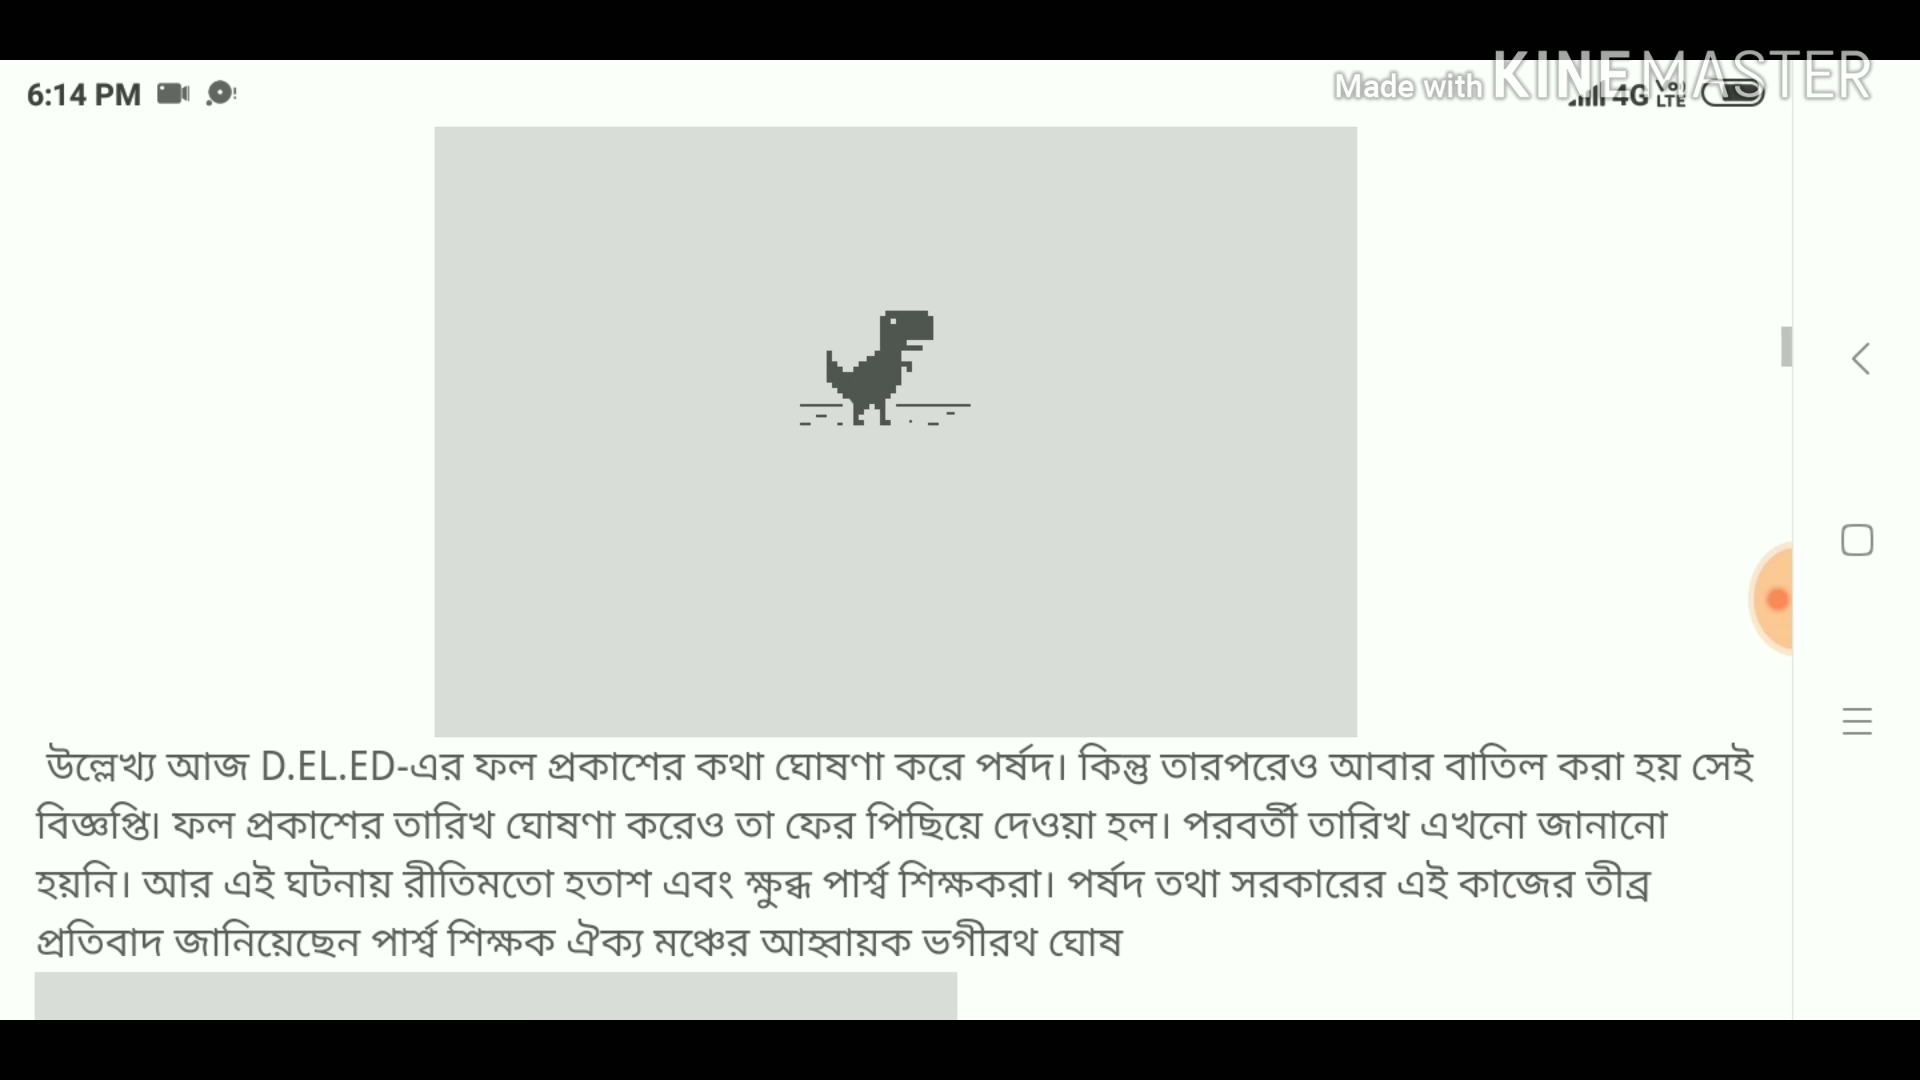 Made with KINEMASTER
6:14 PM
4G Vo) LTE
উল্লেখ্য আজ D.EL.ED-এর ফল প্রকাশের কথা ঘোষণা করে পর্ষদ। কিন্তু তারপরেও আবার বাতিল করা হয় সেই
বিজ্ঞপ্তি। ফল প্রকাশের তারিখ ঘোষণা করেও তা ফের পিছিয়ে দেওয়া হল। পরবর্তী তারিখ এখনো জানানো
হয়নি। আর এই ঘটনায় রীতিমতো হতাশ এবং ক্ষুব্ধ পার্শ্ব শিক্ষকরা। পর্ষদ তথা সরকারের এই কাজের তীব্র
প্রতিবাদ জানিয়েছেন পার্শ্ব শিক্ষক ঐক্য মঞ্চের আহ্বায়ক ভগীরথ ঘোষ